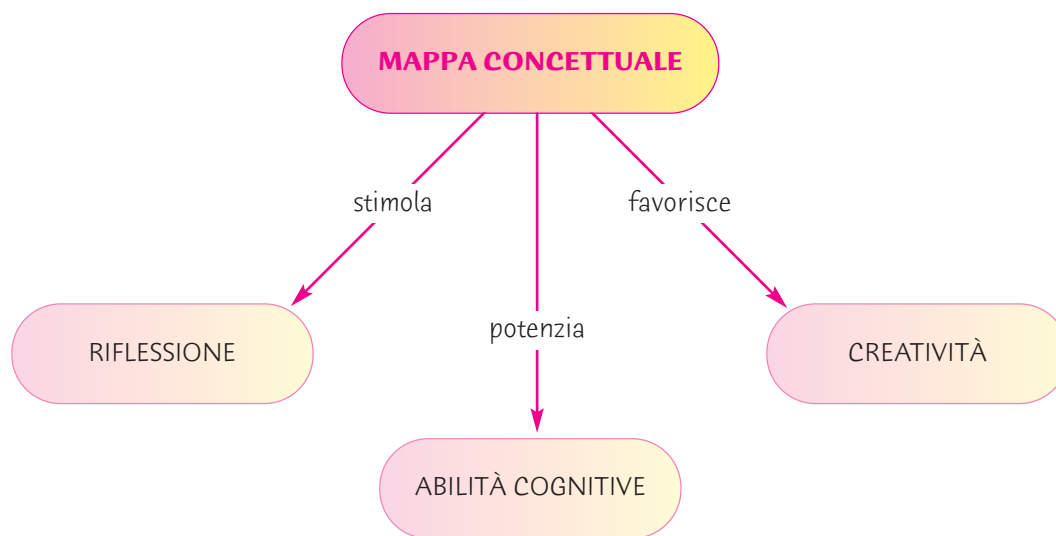 MAPPA CONCETTUALE
stimola
favorisce
potenzia
RIFLESSIONE
CREATIVITÀ
ABILITÀ COGNITIVE